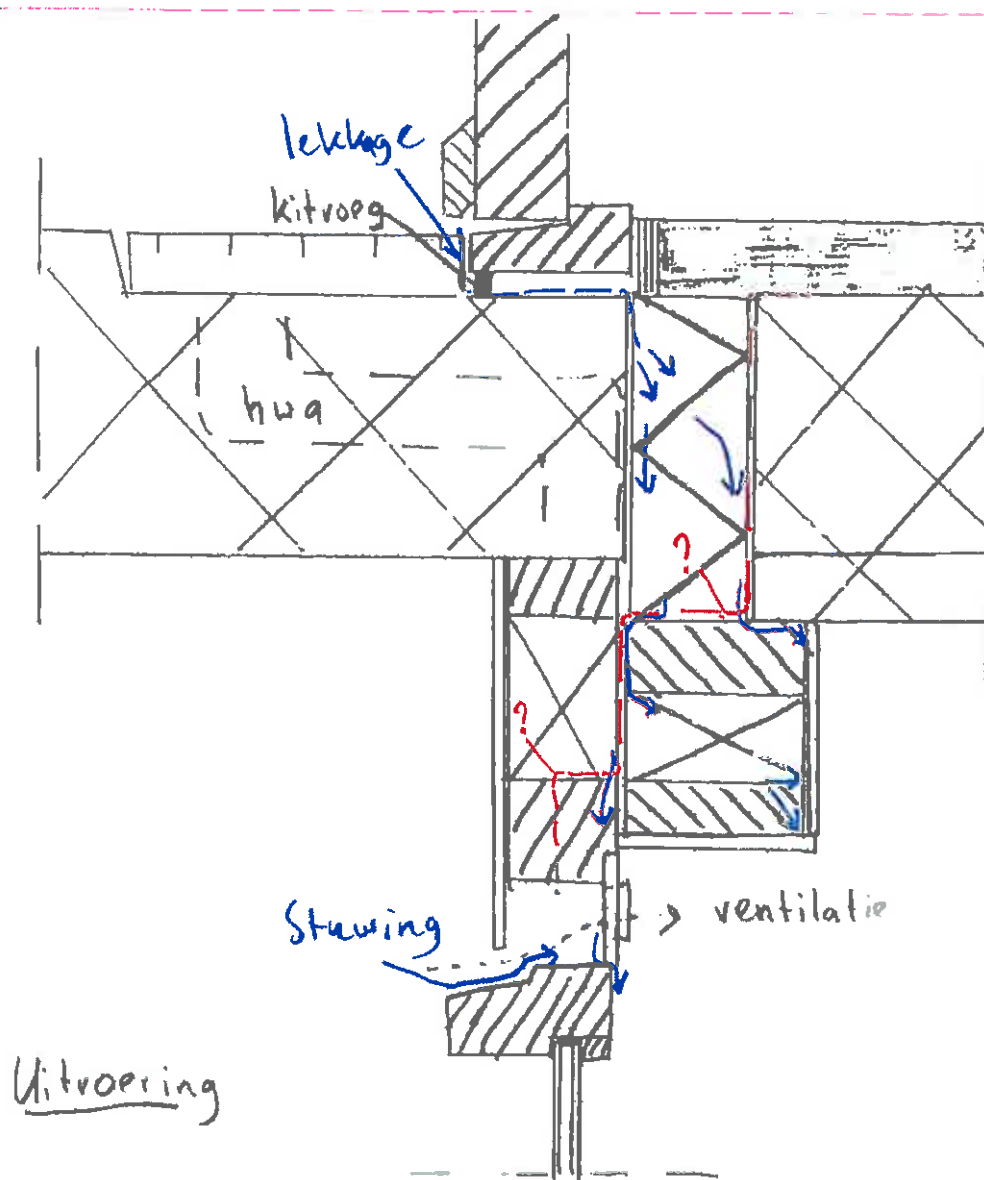 lekkage
kitvoeg
hwa
?
?
Stuwing
ventilatie
Uitvoering